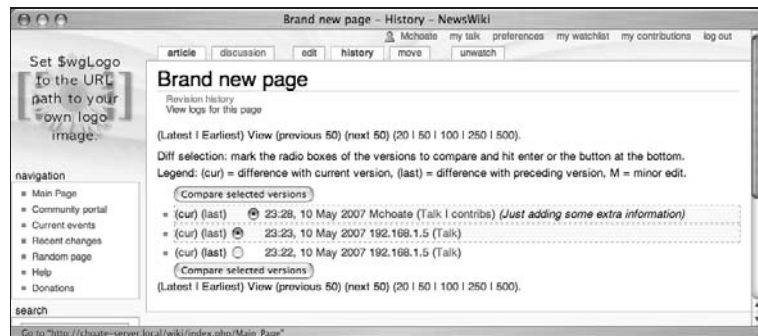 Brand new page - History - NewsWiki
Mchoate my talk preferences my watchlist my contributions log out
article discussion edit history move unwatch
Set $wgLogo
to the URL
path to your
own logo
image.
Brand new page
Revision history
View logs for this page
(Latest | Earliest) View (previous 50) (next 50) (20 | 50 | 100 | 250 | 500).
Diff selection: mark the radio boxes of the versions to compare and hit enter or the button at the bottom.
Legend: (cur) = difference with current version, (last) = difference with preceding version, M = minor edit.
Compare selected versions
(cur) (last) 23:28, 10 May 2007 Mchoate (Talk | contribs) (Just adding some extra information)
(cur) (last) 23:23, 10 May 2007 192.168.1.5 (Talk)
(cur) (last) 23:22, 10 May 2007 192.168.1.5 (Talk)
Compare selected versions
(Latest | Earliest) View (previous 50) (next 50) (20 | 50 | 100 | 250 | 500).
navigation
Main Page
Community portal
Current events
Recent changes
Random page
Help
Donations
search
Go to "http://choate-server.local/wiki/index.php/Main_Page"